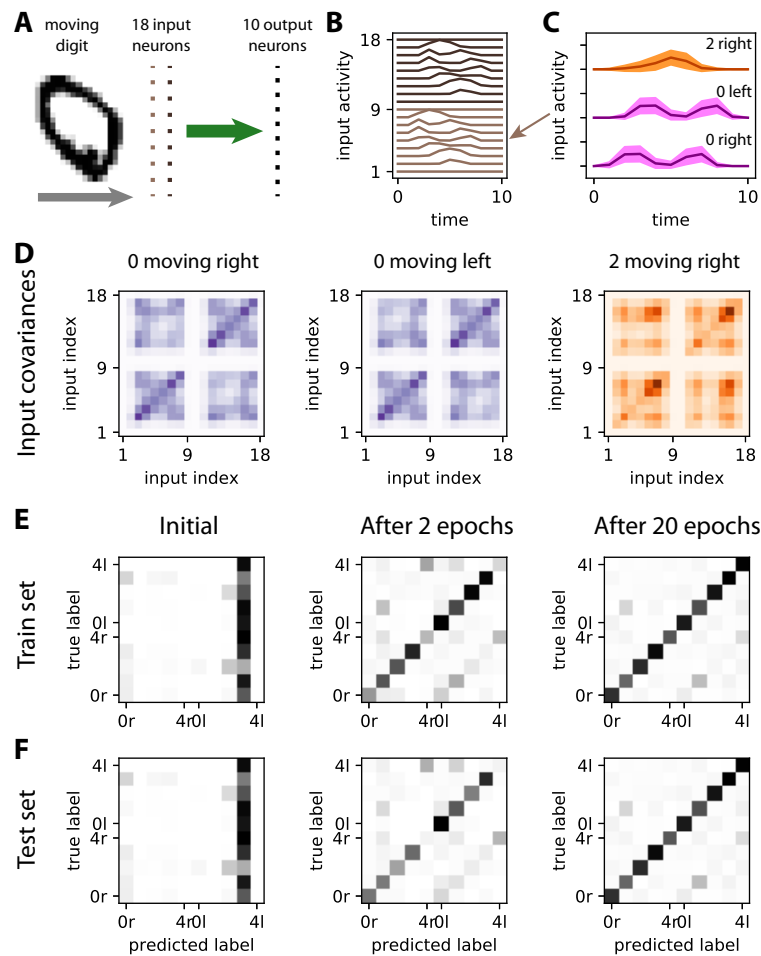 A
moving
digit
18 input
neurons
10 output
neurons
B
input activity
18
9
1
0
10
time
C
input activity
2 right
0 left
0 right
0
10
time
D
Input covariances
0 moving right
0 moving left
2 moving right
input index
18
9
1
1
9
18
input index
input index
18
9
1
1
9
18
input index
input index
18
9
1
1
9
18
input index
E
Initial
After 2 epochs
After 20 epochs
Train set
true label
4l
0l
4r
0r
0r
4r0l
4l
true label
4l
0l
4r
0r
0r
4r0l
4l
true label
4l
0l
4r
0r
0r
4r0l
4l
F
Test set
true label
4l
0l
4r
0r
0r
4r0l
4l
predicted label
true label
4l
0l
4r
0r
0r
4r0l
4l
predicted label
true label
4l
0l
4r
0r
0r
4r0l
4l
predicted label